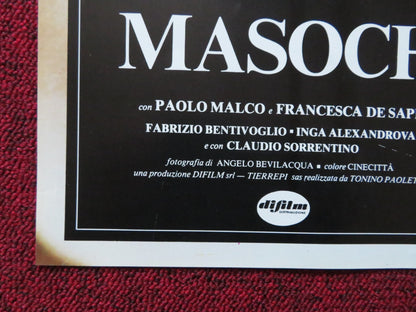 MASOCH
con PAOLO MALCO e FRANCESCA DE SAP
FABRIZIO BENTIVOGLIO ▪ INGA ALEXANDROVA
e con CLAUDIO SORRENTINO
fotografia di ANGELO BEVILACQUA ▪ colore CINECITTÀ
una produzione DIFILM srl — TIERREPI sas realizzata da TONINO PAOLET
difilm
DISTRIBUZIONE